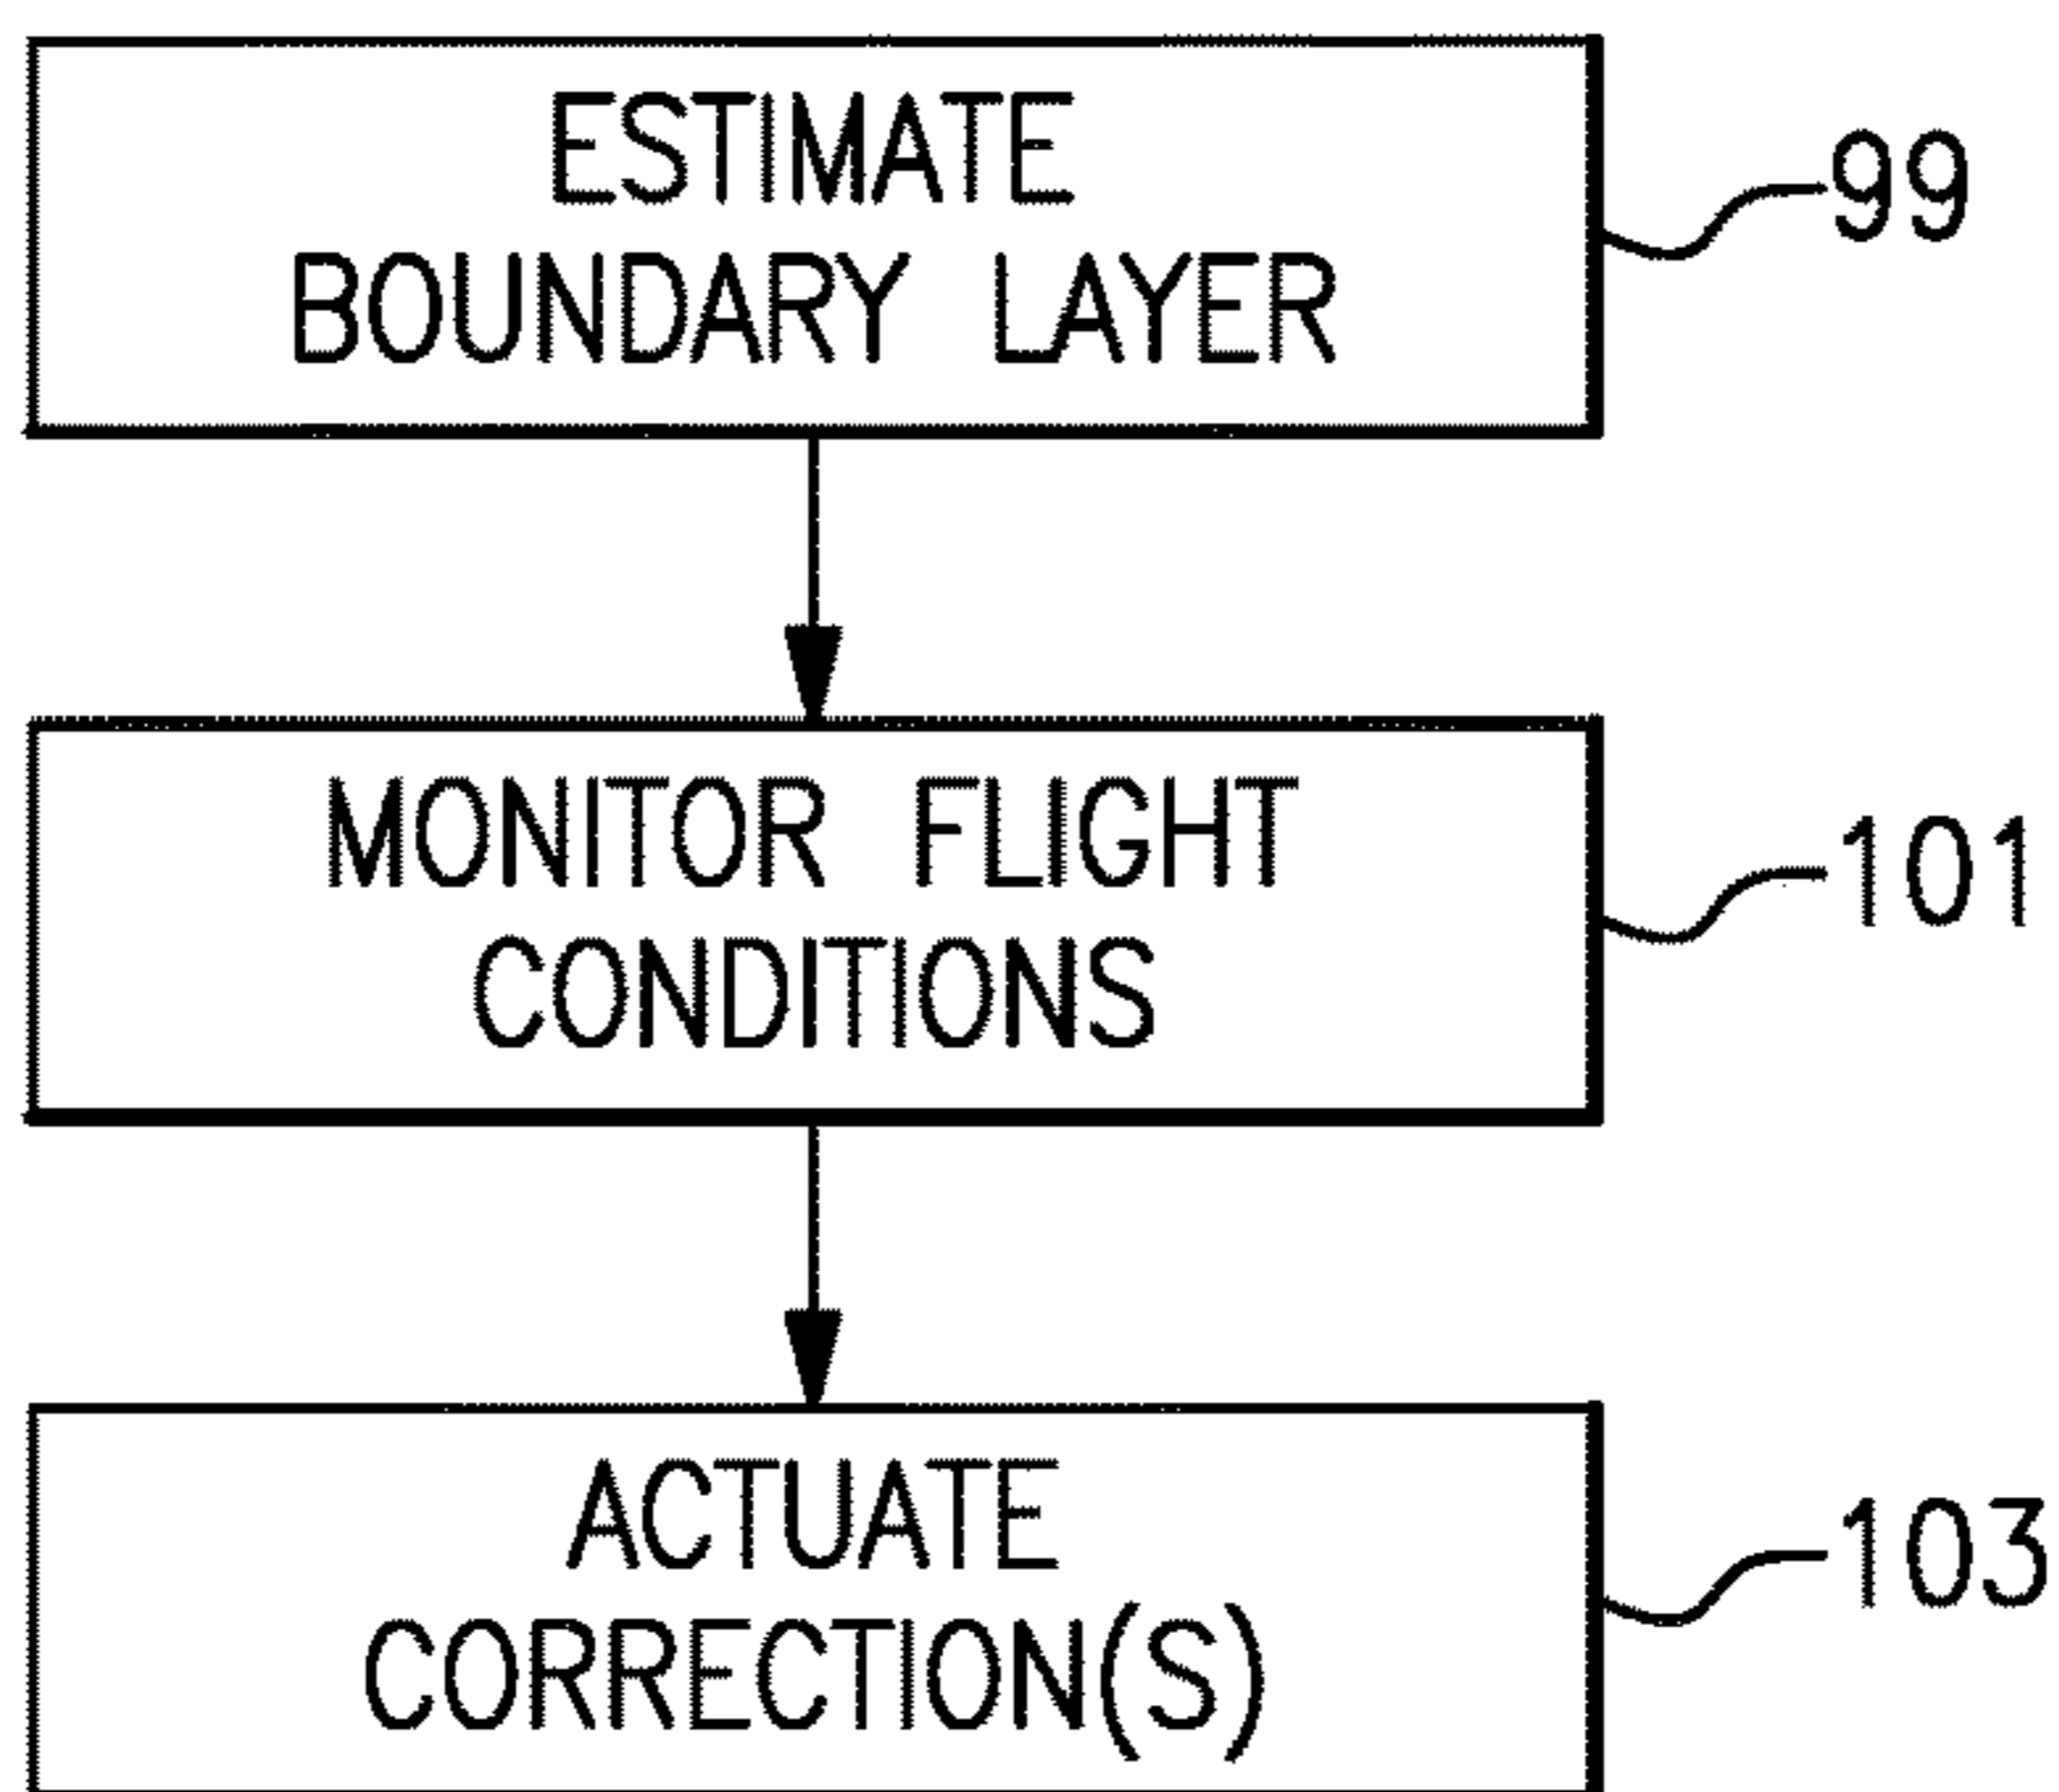 ESTIMATE
BOUNDARY LAYER
99
MONITOR FLIGHT
CONDITIONS
101
ACTUATE
CORRECTION(S)
103